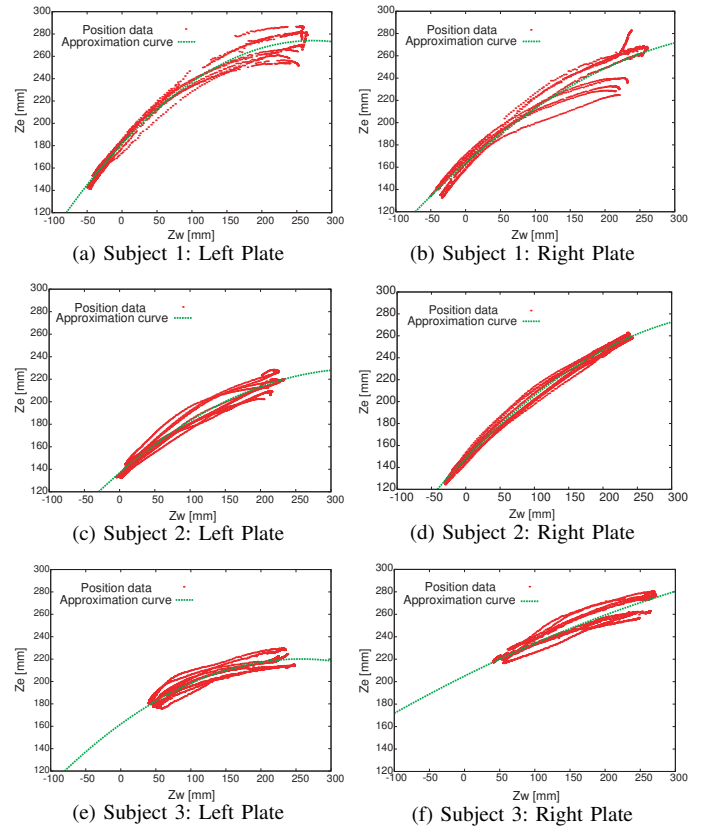 300
280
260
240
220
200
180
160
140
120
Ze [mm]
Position data
Approximation curve
-100 -50 0 50 100 150 200 250 300
Zw [mm]
(a) Subject 1: Left Plate
300
280
260
240
220
200
180
160
140
120
Ze [mm]
Position data
Approximation curve
-100 -50 0 50 100 150 200 250 300
Zw [mm]
(b) Subject 1: Right Plate
300
280
260
240
220
200
180
160
140
120
Ze [mm]
Position data
Approximation curve
-100 -50 0 50 100 150 200 250 300
Zw [mm]
(c) Subject 2: Left Plate
300
280
260
240
220
200
180
160
140
120
Ze [mm]
Position data
Approximation curve
-100 -50 0 50 100 150 200 250 300
Zw [mm]
(d) Subject 2: Right Plate
300
280
260
240
220
200
180
160
140
120
Ze [mm]
Position data
Approximation curve
-100 -50 0 50 100 150 200 250 300
Zw [mm]
(e) Subject 3: Left Plate
300
280
260
240
220
200
180
160
140
120
Ze [mm]
Position data
Approximation curve
-100 -50 0 50 100 150 200 250 300
Zw [mm]
(f) Subject 3: Right Plate